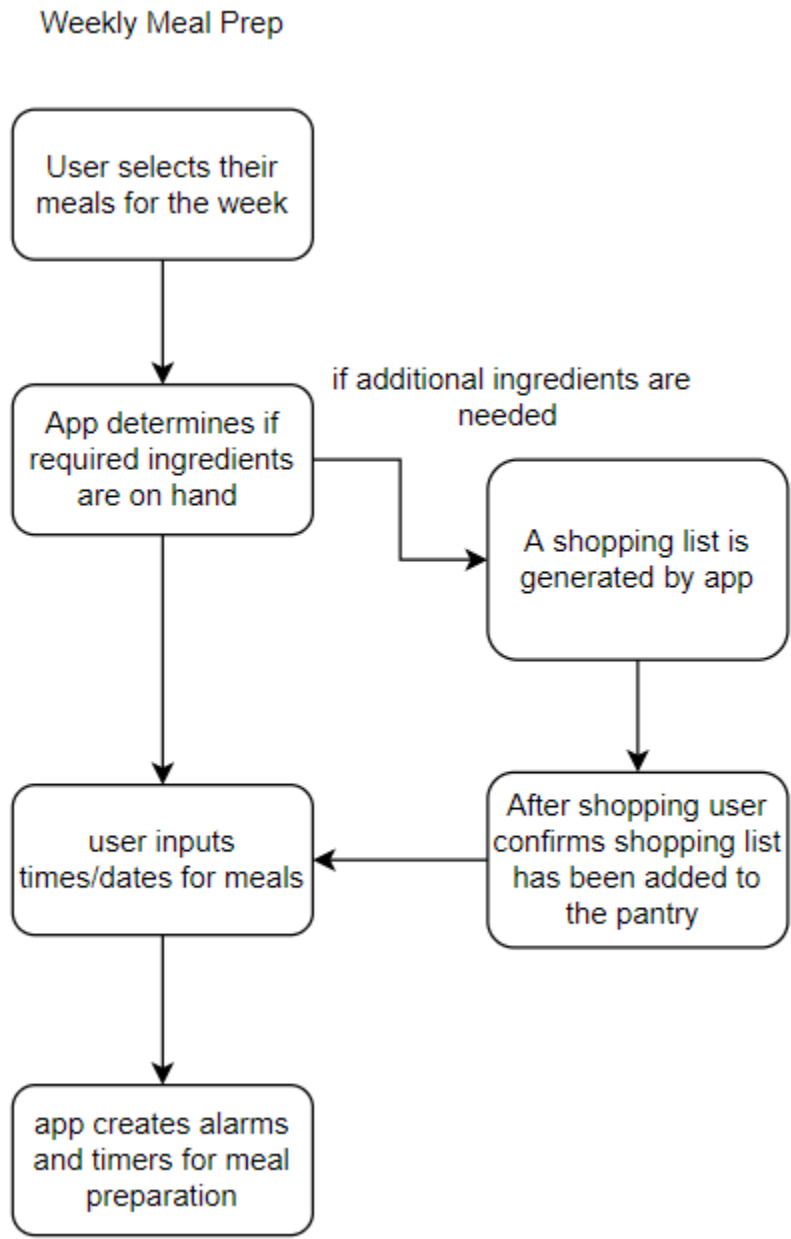 Weekly Meal Prep
User selects their
meals for the week
App determines if
required ingredients
are on hand
if additional ingredients are
needed
A shopping list is
generated by app
After shopping user
confirms shopping list
has been added to
the pantry
user inputs
times/dates for meals
app creates alarms
and timers for meal
preparation